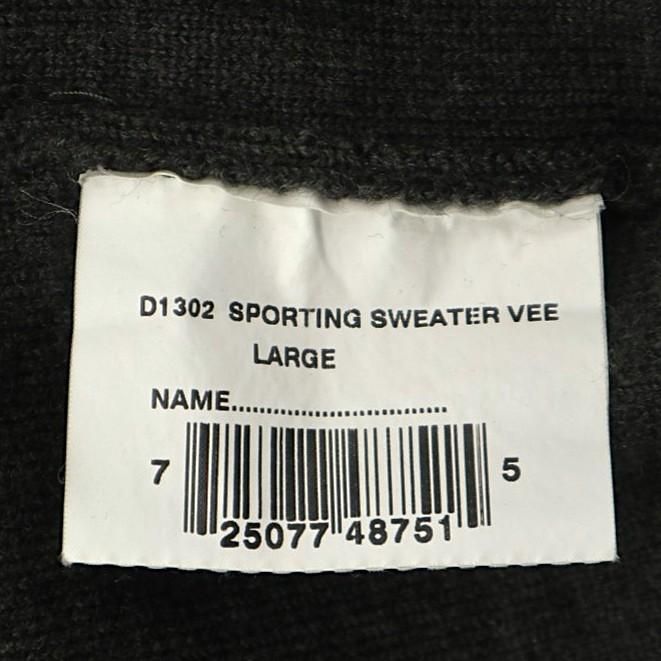 D1302 SPORTING SWEATER VEE
LARGE
NAME...............................
7 25077 48751 5